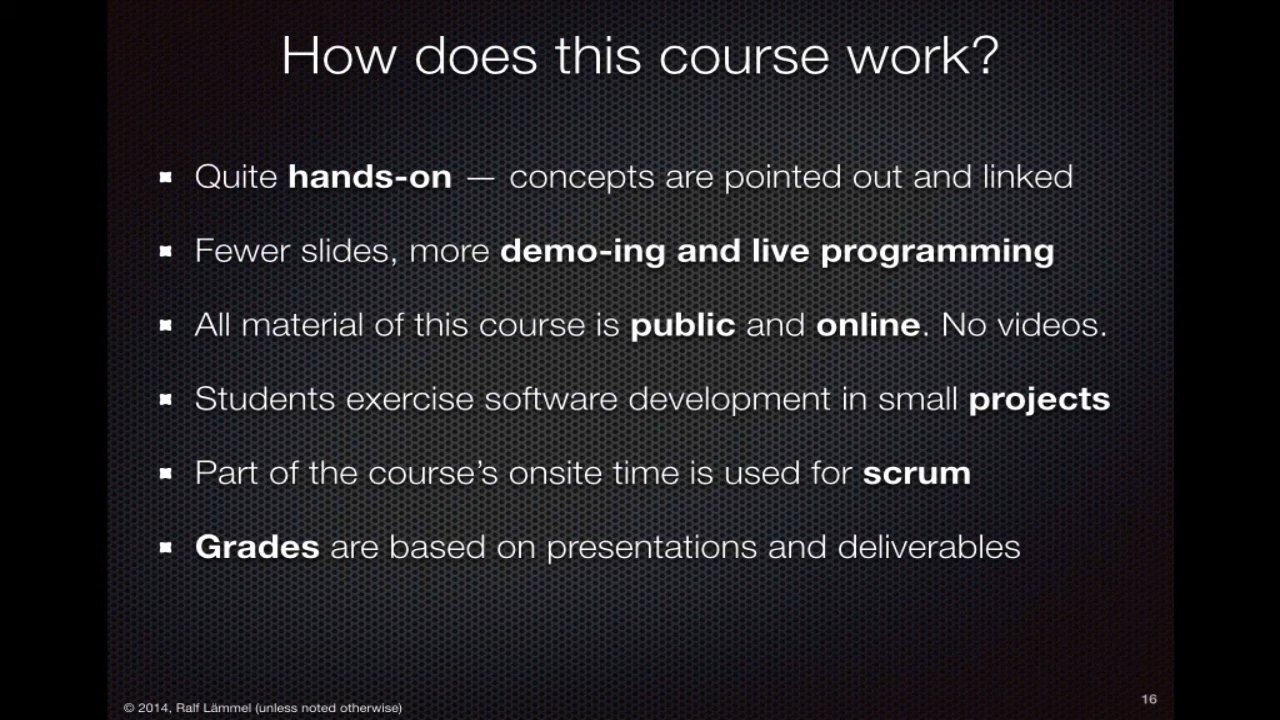 How does this course work?
Quite hands-on — concepts are pointed out and linked
Fewer slides, more demo-ing and live programming
All material of this course is public and online. No videos.
Students exercise software development in small projects
Part of the course’s onsite time is used for scrum
Grades are based on presentations and deliverables
© 2014, Ralf Lämmel (unless noted otherwise)
16